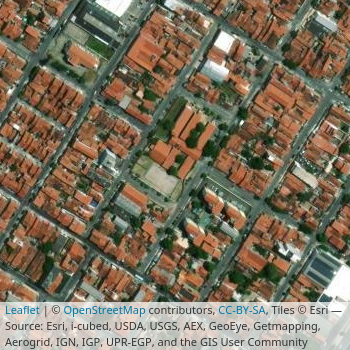 Leaflet | © OpenStreetMap contributors, CC-BY-SA, Tiles © Esri —
Source: Esri, i-cubed, USDA, USGS, AEX, GeoEye, Getmapping,
Aerogrid, IGN, IGP, UPR-EGP, and the GIS User Community